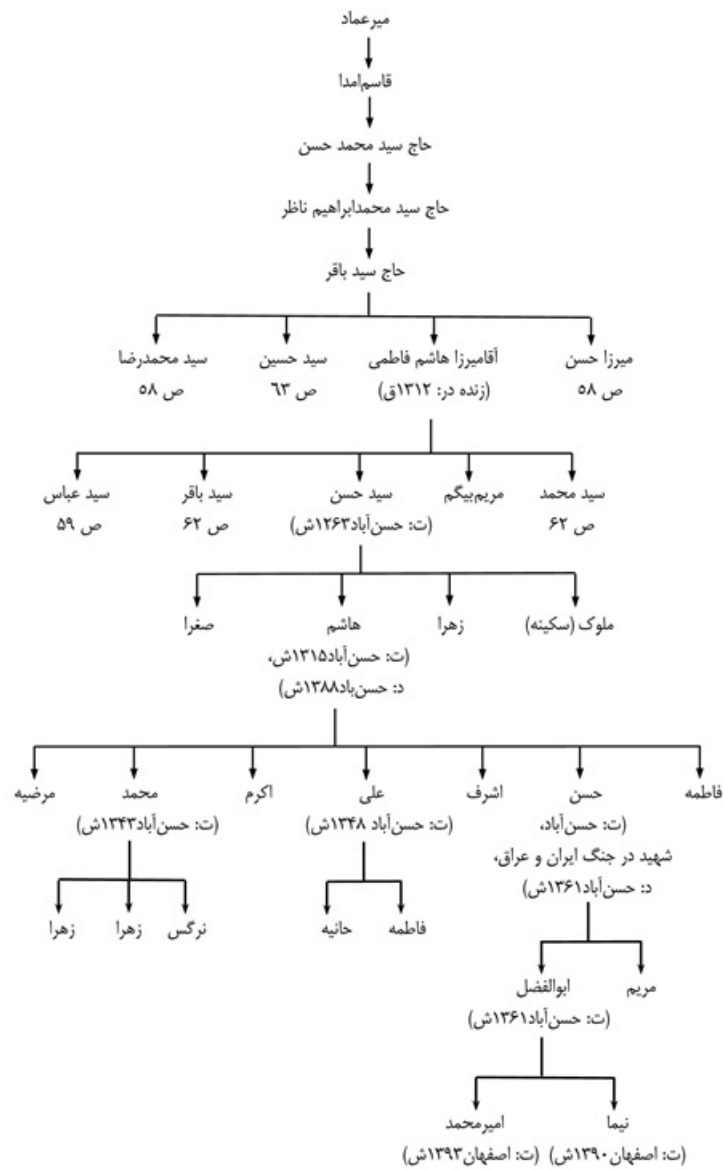 میرعماد
قاسم‌امدا
حاج سید محمد حسن
حاج سید محمدابراهیم ناظر
حاج سید باقر
میرزا حسن
ص ۵۸
آقامیرزا هاشم فاطمی
(زنده در: ۱۳۱۲ق)
سید حسین
ص ۶۳
سید محمدرضا
ص ۵۸
سید محمد
ص ۶۲
مریم‌بیگم
سید حسن
(ت: حسن‌آباد۱۲۶۳ش)
سید باقر
ص ۶۲
سید عباس
ص ۵۹
ملوک (سکینه)
زهرا
هاشم
(ت: حسن‌آباد۱۳۱۵ش،
د: حسن‌باد۱۳۸۸ش)
صغرا
فاطمه
حسن
(ت: حسن‌آباد،
شهید در جنگ ایران و عراق،
د: حسن‌آباد۱۳۶۱ش)
اشرف
علی
(ت: حسن‌آباد ۱۳۴۸ش)
اکرم
محمد
(ت: حسن‌آباد۱۳۴۳ش)
مرضیه
نرگس
زهرا
زهرا
فاطمه
حانیه
مریم
ابوالفضل
(ت: حسن‌آباد۱۳۶۱ش)
نیما
(ت: اصفهان۱۳۹۰ش)
امیرمحمد
(ت: اصفهان۱۳۹۳ش)